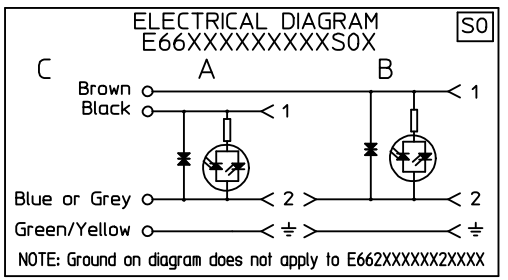 ELECTRICAL DIAGRAM
E66XXXXXXXXXS0X
S0
C A B
Brown 1
Black 1
Blue or Grey 2 2
Green/Yellow
NOTE: Ground on diagram does not apply to E662XXXXXX2XXXX